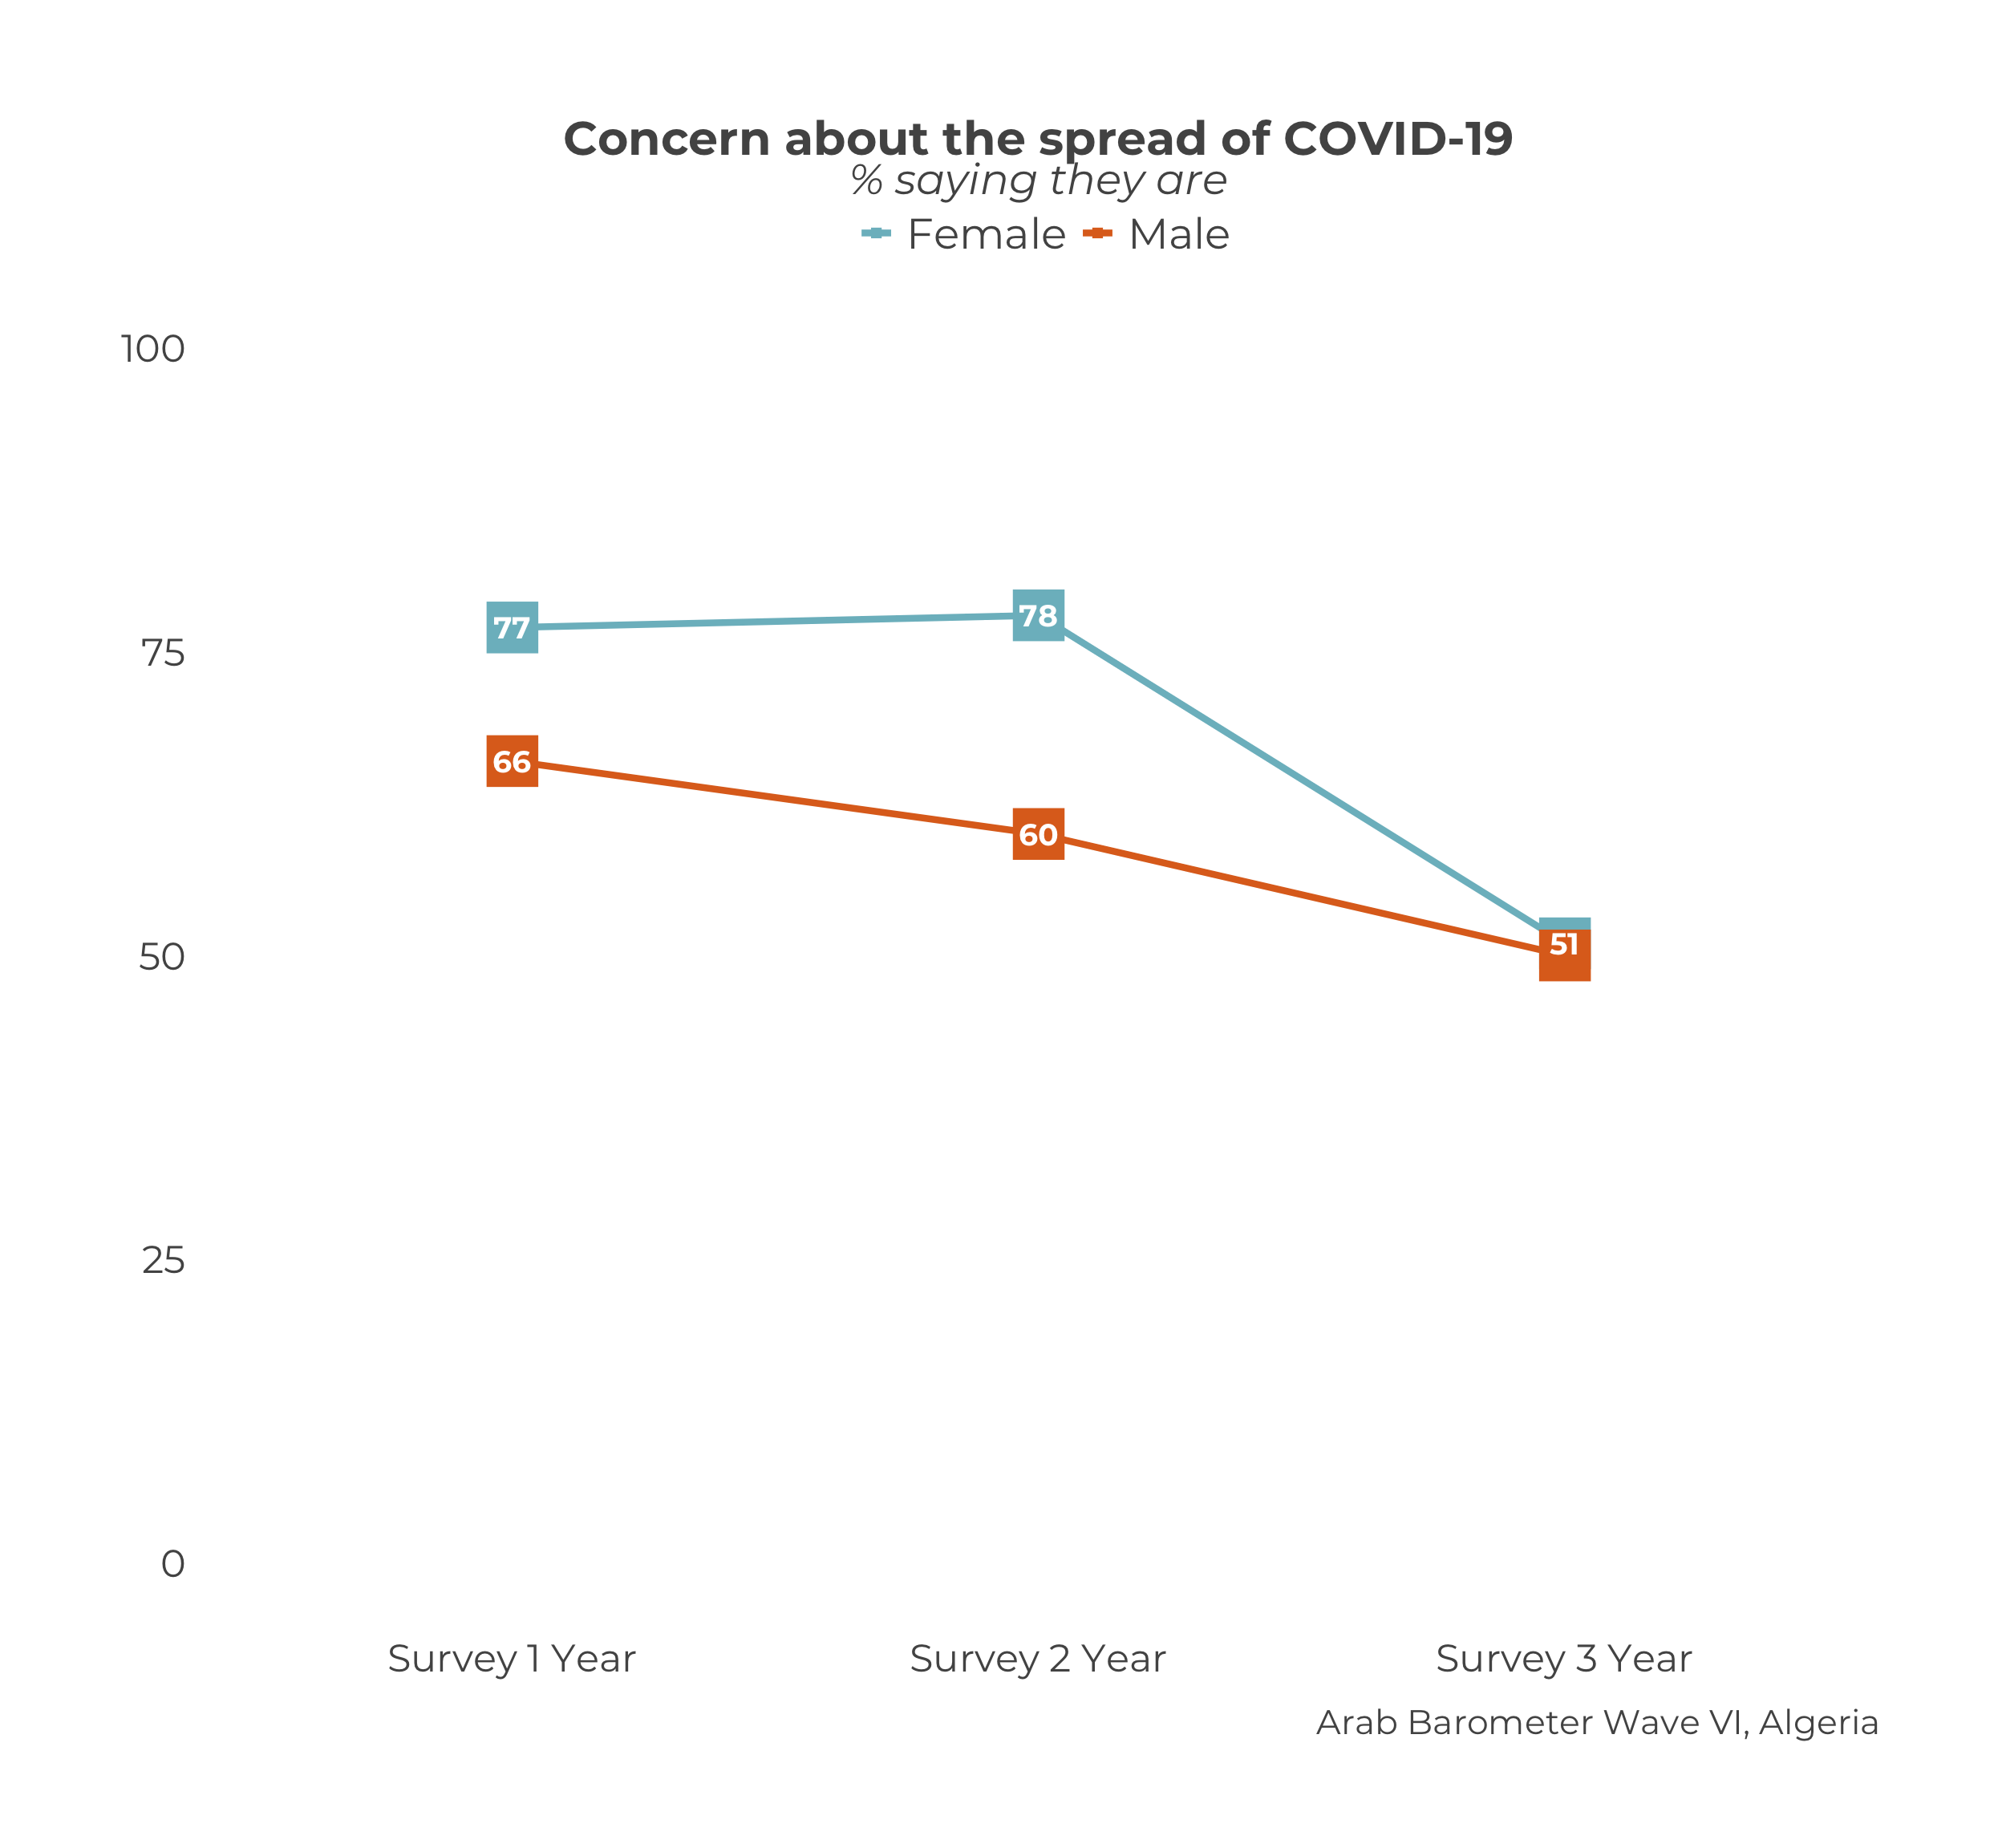 Concern about the spread of COVID-19
% saying they are
Female Male
100
75
50
25
0
77
78
66
60
51
Survey 1 Year Survey 2 Year Survey 3 Year
Arab Barometer Wave VI, Algeria